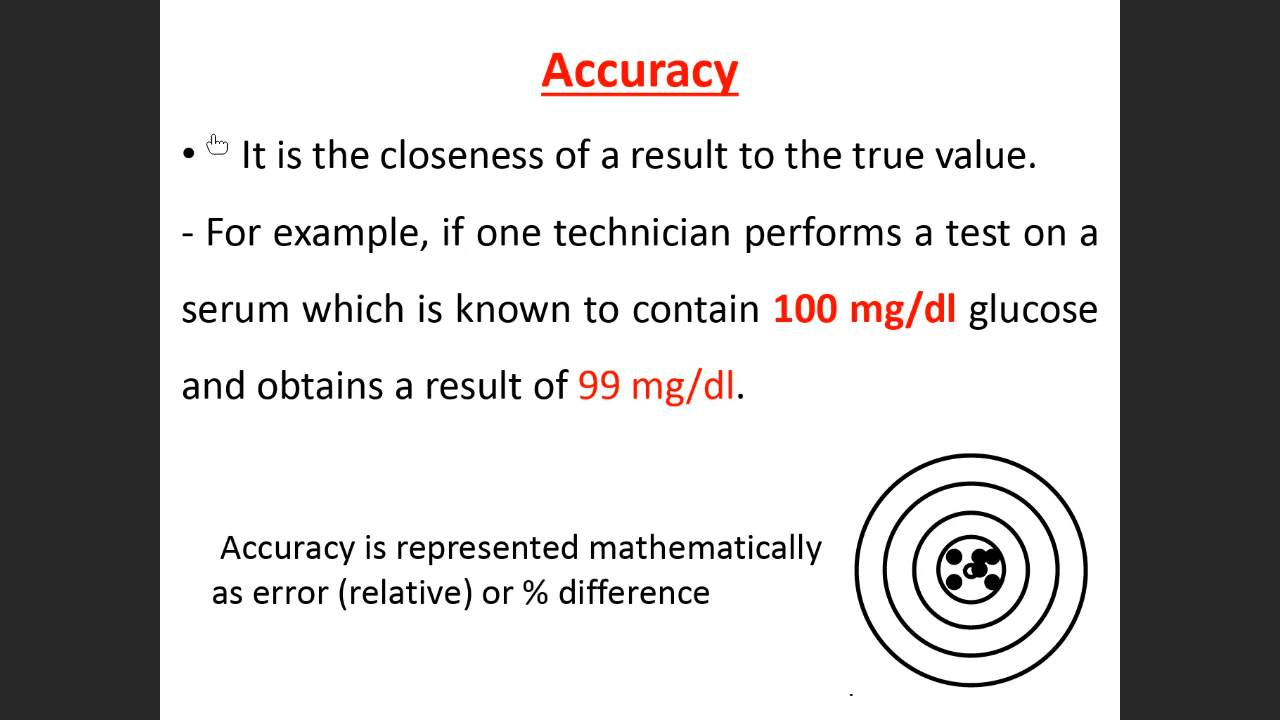 Accuracy
• It is the closeness of a result to the true value.
- For example, if one technician performs a test on a
serum which is known to contain 100 mg/dl glucose
and obtains a result of 99 mg/dl.
Accuracy is represented mathematically
as error (relative) or % difference